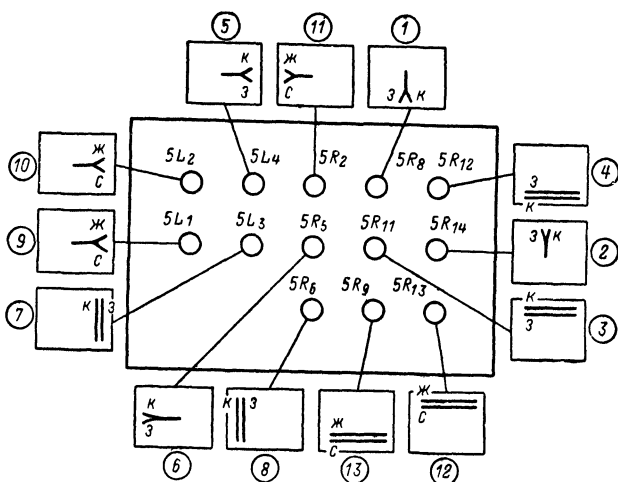 5 11 1
К З
Ж С
З К
10
Ж С
5L2 5L4 5R2 5R8 5R12
З К
4
9
Ж С
5L1 5L3 5R5 5R11 5R14
З К
2
7
К З
5R6 5R9 5R13
К З
3
К З
К З
Ж С
Ж С
6 8 13 12